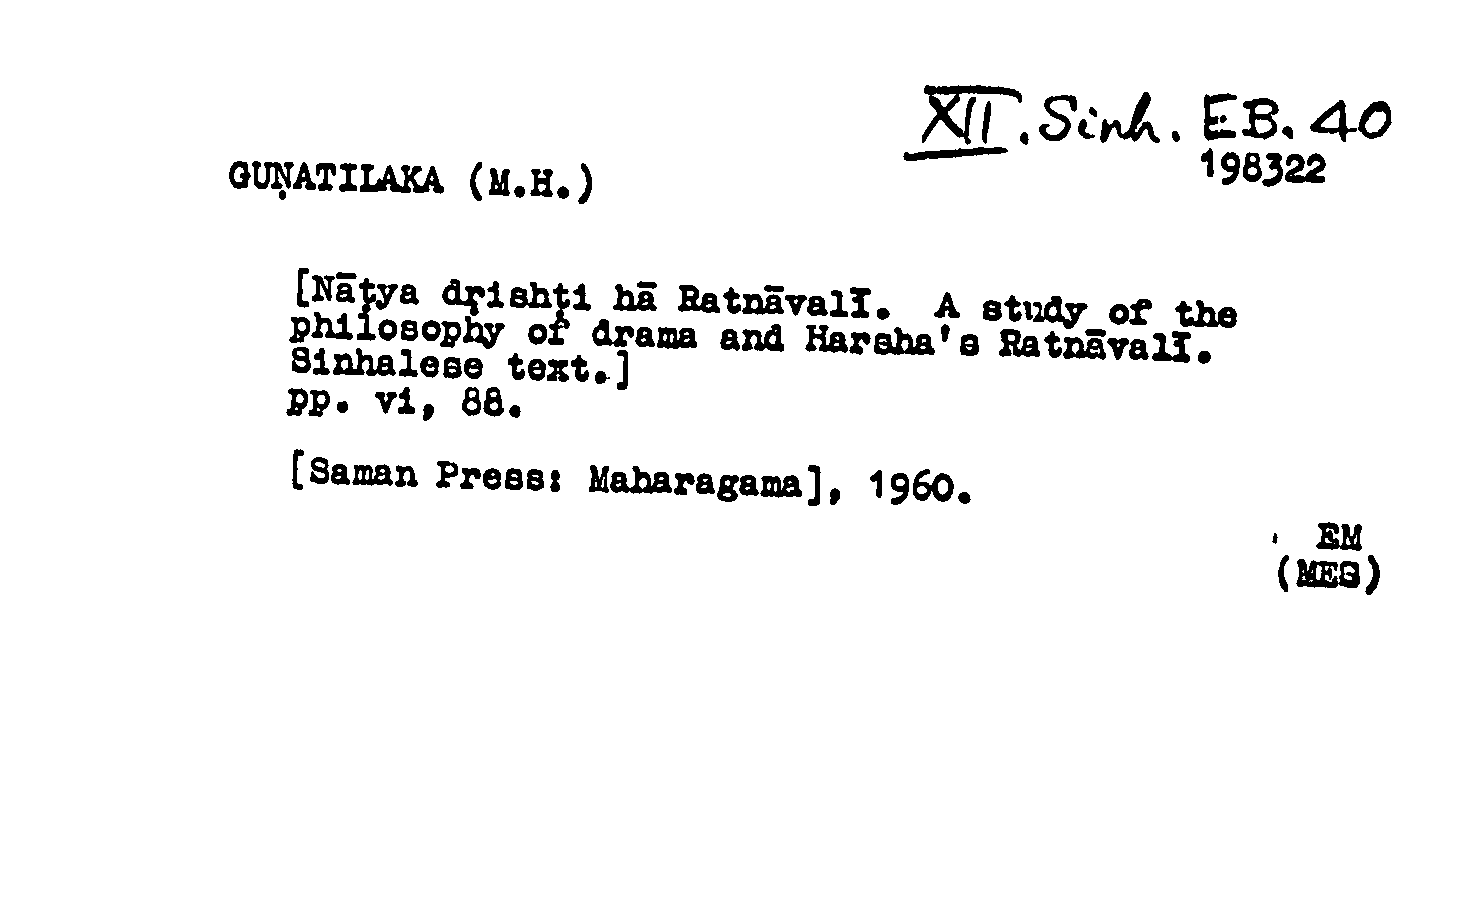 XII. Sinh. EB. 40
198322
GUṆATILAKA (M.H.)
[Nāṭya dṛishṭi hā Ratnāvalī. A study of the
philosophy of drama and Harsha's Ratnāvalī.
Sinhalese text.]
pp. vi, 88.
[Saman Press: Maharagama], 1960.
EM
(MES)